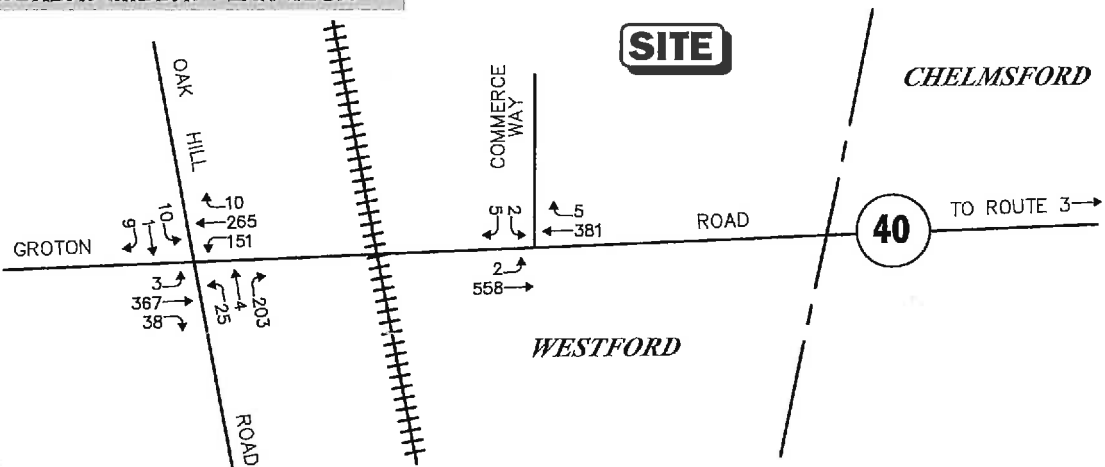 SITE
CHELMSFORD
OAK
HILL
COMMERCE
WAY
9
1
10
10
265
151
5
2
5
381
ROAD
40
TO ROUTE 3
GROTON
3
367
38
25
4
203
2
558
WESTFORD
ROAD